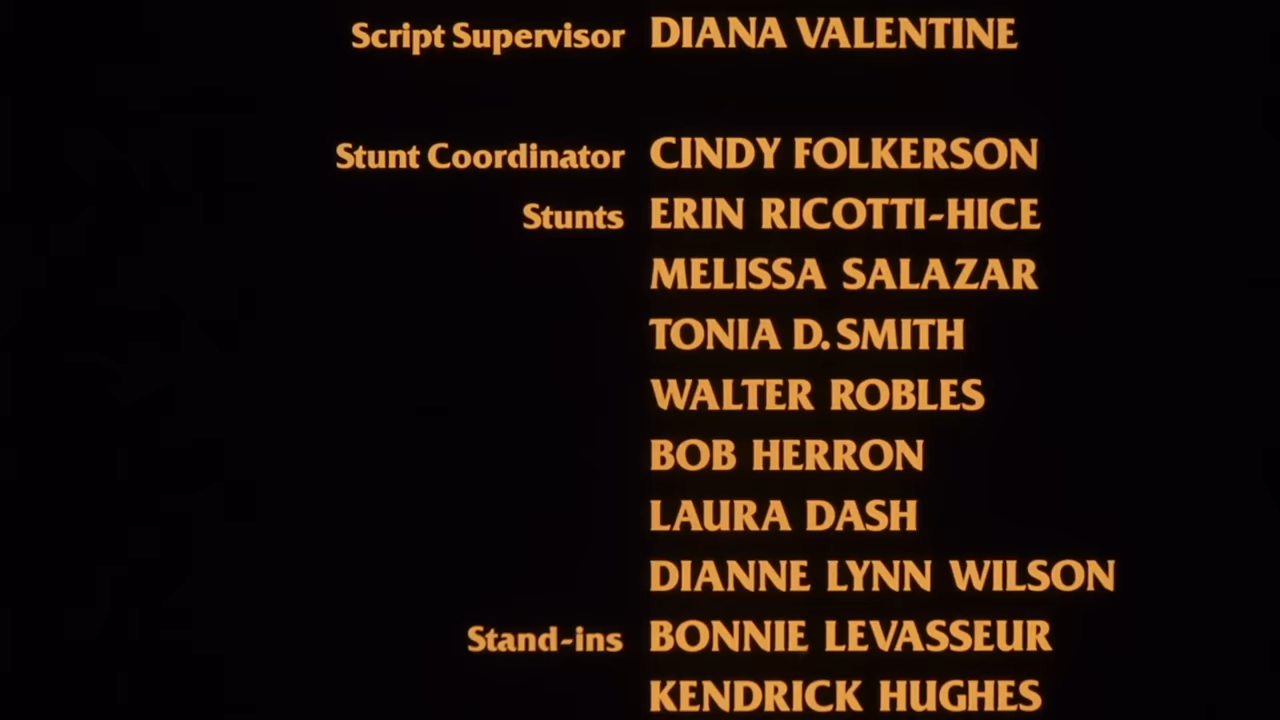 Script Supervisor DIANA VALENTINE
Stunt Coordinator CINDY FOLKERSON
Stunts ERIN RICOTTI-HICE
MELISSA SALAZAR
TONIA D. SMITH
WALTER ROBLES
BOB HERRON
LAURA DASH
DIANNE LYNN WILSON
Stand-ins BONNIE LEVASSEUR
KENDRICK HUGHES